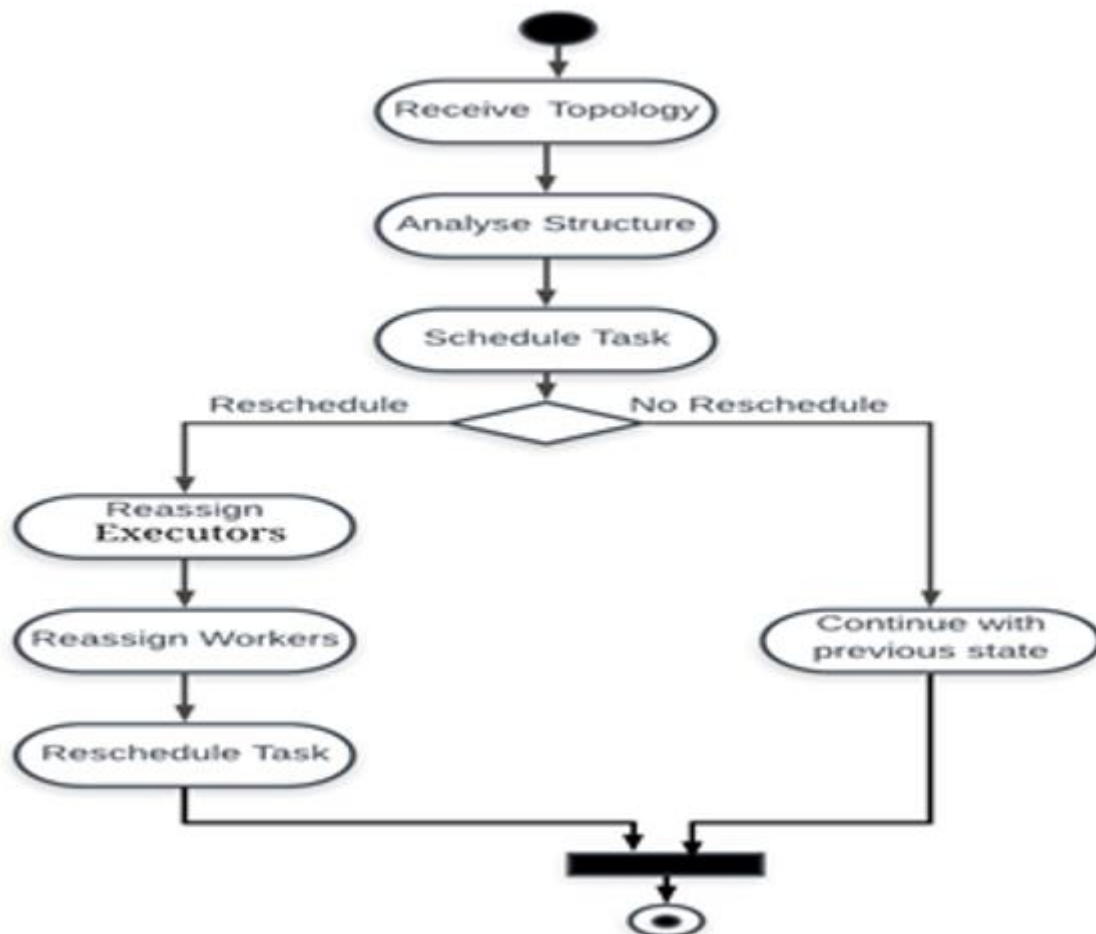 Receive Topology
Analyse Structure
Schedule Task
Reschedule
No Reschedule
Reassign
Executors
Reassign Workers
Continue with
previous state
Reschedule Task